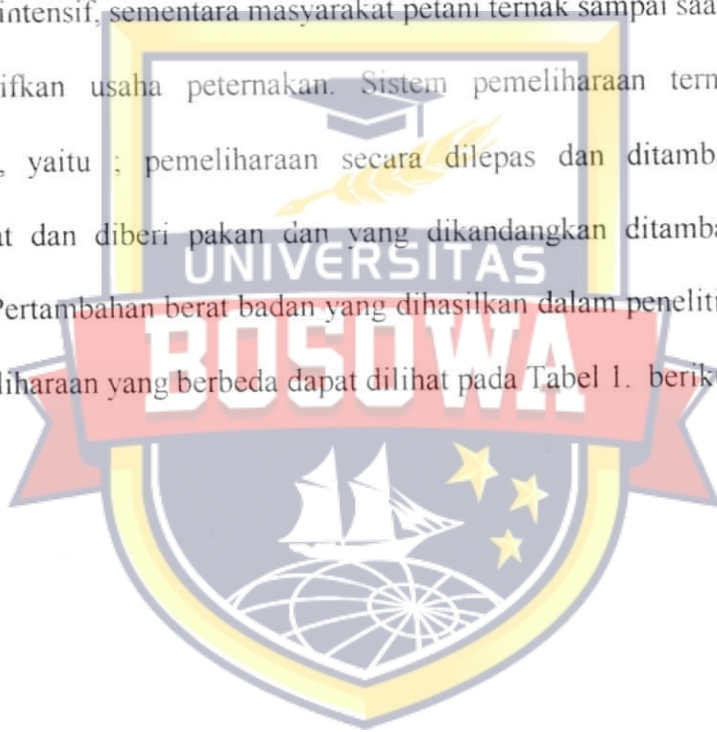 intensif, sementara masyarakat petani ternak sampai saa
ifkan usaha peternakan. Sistem pemeliharaan tern
, yaitu ; pemeliharaan secara dilepas dan ditamba
at dan diberi pakan dan yang dikandangkan ditamba
UNIVERSITAS
Pertambahan berat badan yang dihasilkan dalam peneliti
BOSOWA
liharaan yang berbeda dapat dilihat pada Tabel 1. berik